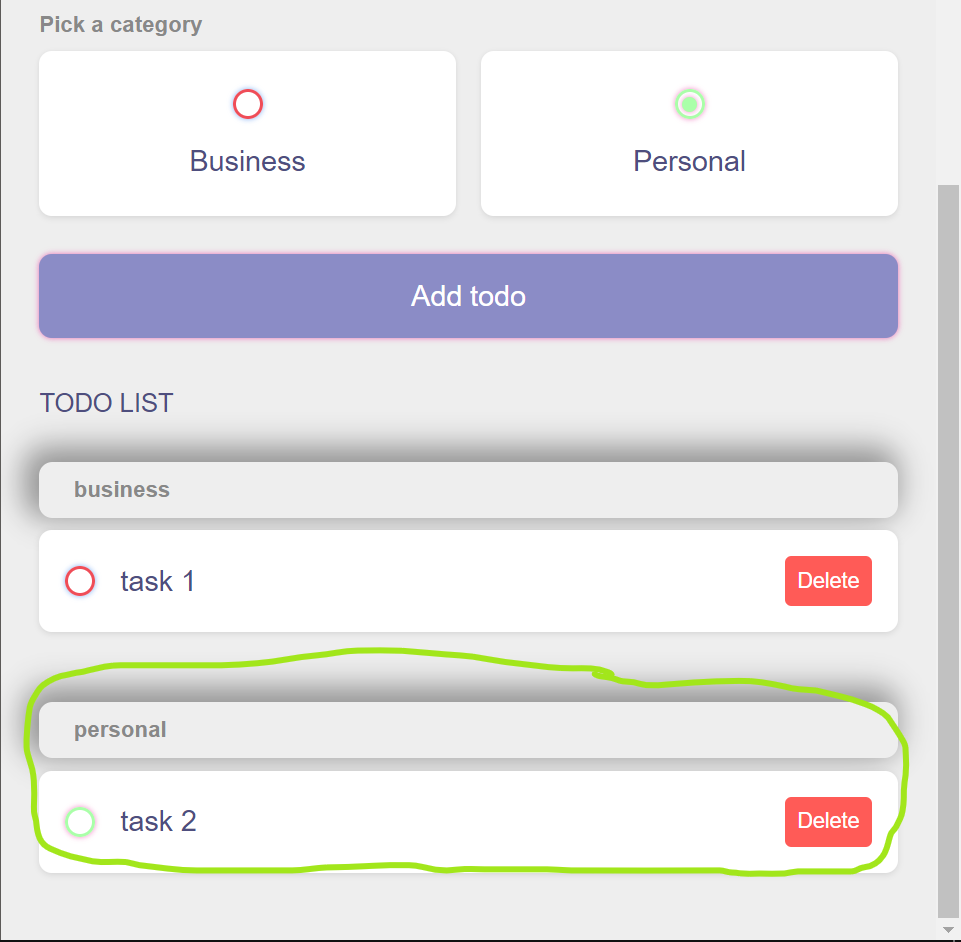 Pick a category
Business Personal
Add todo
TODO LIST
business
task 1 Delete
personal
task 2 Delete